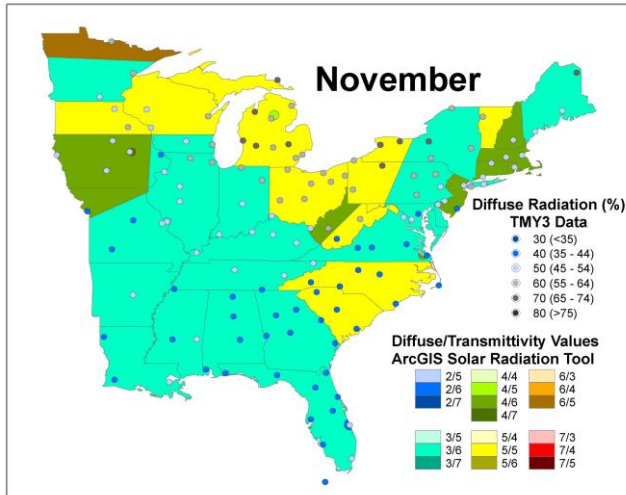 November
Diffuse Radiation (%)
TMY3 Data
30 (<35)
40 (35 - 44)
50 (45 - 54)
60 (55 - 64)
70 (65 - 74)
80 (>75)
Diffuse/Transmittivity Values
ArcGIS Solar Radiation Tool
2/5 4/4 6/3
2/6 4/5 6/4
2/7 4/6 6/5
4/7
3/5 5/4 7/3
3/6 5/5 7/4
3/7 5/6 7/5